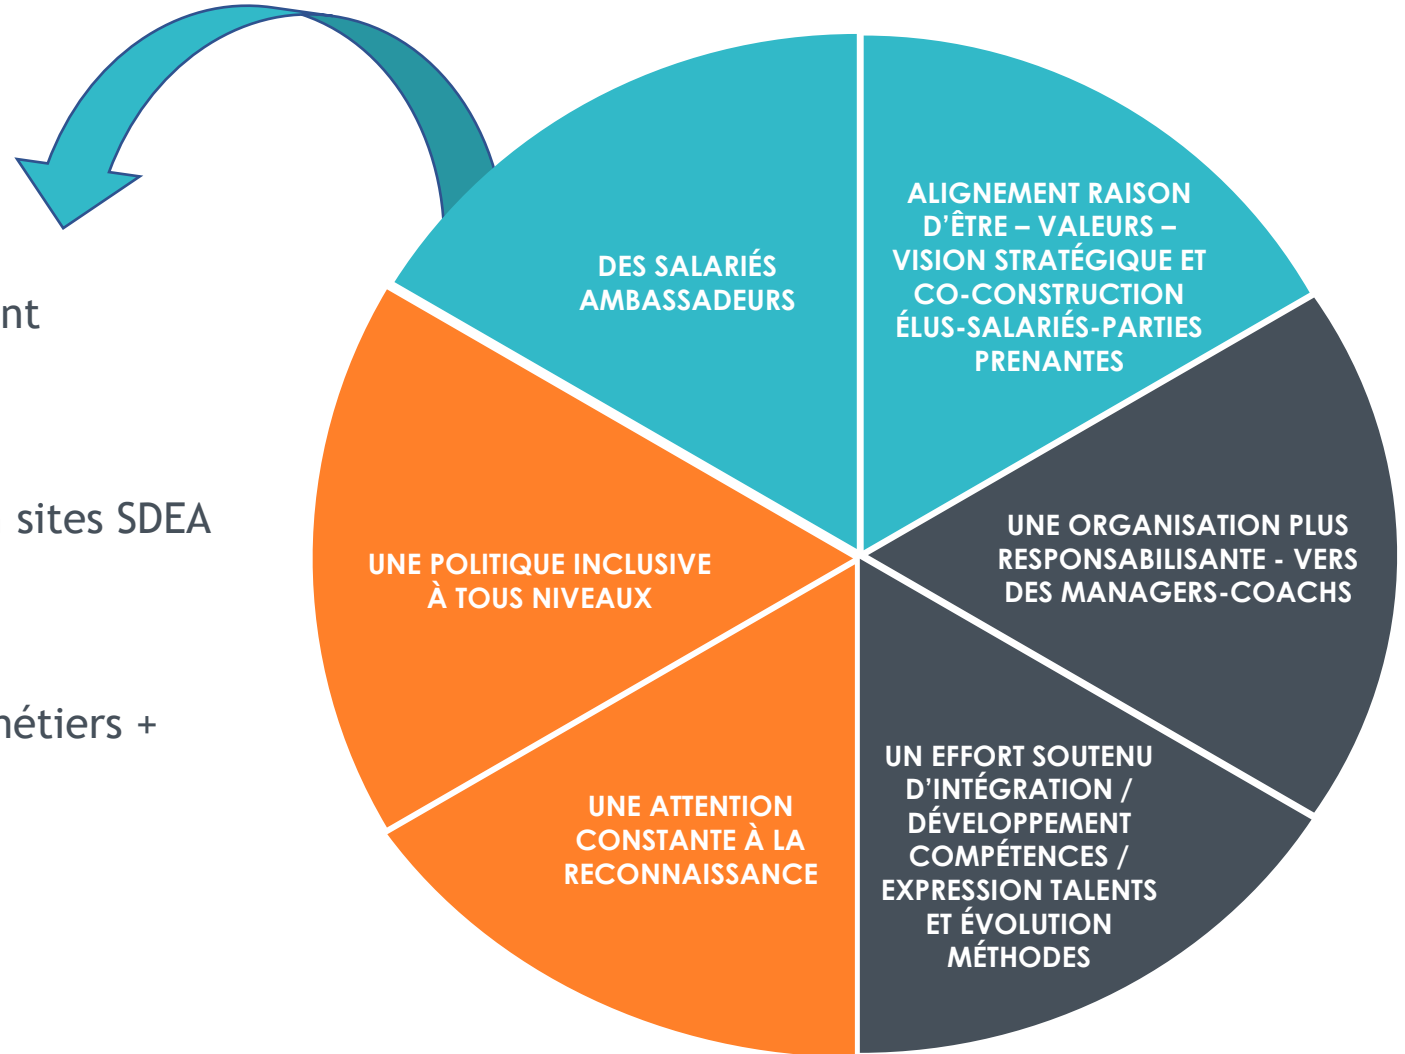 nt
sites SDEA
métiers +
DES SALARIÉS
AMBASSADEURS
ALIGNEMENT RAISON
D'ÊTRE – VALEURS –
VISION STRATÉGIQUE ET
CO-CONSTRUCTION
ÉLUS-SALARIÉS-PARTIES
PRENANTES
UNE ORGANISATION PLUS
RESPONSABILISANTE - VERS
DES MANAGERS-COACHS
UN EFFORT SOUTENU
D'INTÉGRATION /
DÉVELOPPEMENT
COMPÉTENCES /
EXPRESSION TALENTS
ET ÉVOLUTION
MÉTHODES
UNE ATTENTION
CONSTANTE À LA
RECONNAISSANCE
UNE POLITIQUE INCLUSIVE
À TOUS NIVEAUX